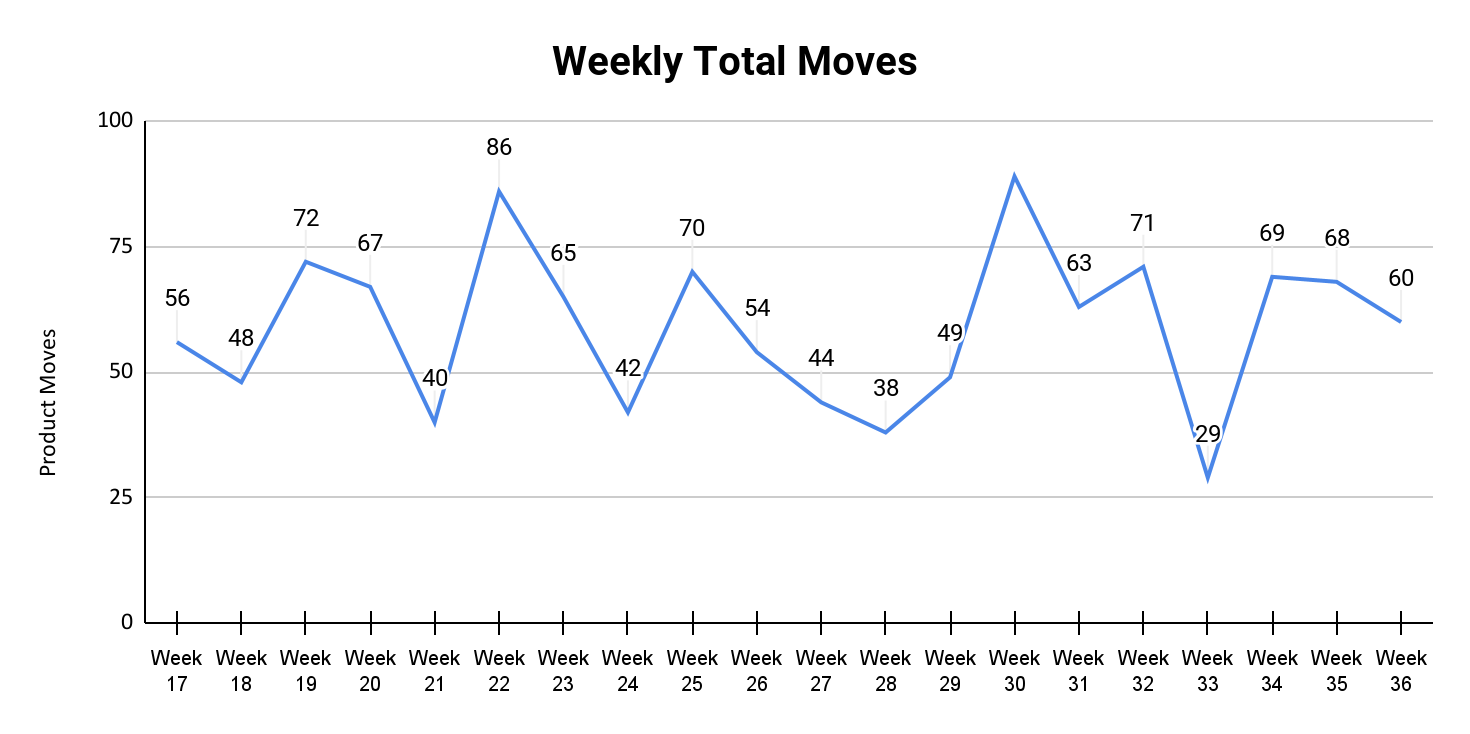 Weekly Total Moves
Product Moves
100
75
50
25
0
56
48
72
67
40
86
65
42
70
54
44
38
49
63
71
29
69
68
60
Week 17
Week 18
Week 19
Week 20
Week 21
Week 22
Week 23
Week 24
Week 25
Week 26
Week 27
Week 28
Week 29
Week 30
Week 31
Week 32
Week 33
Week 34
Week 35
Week 36